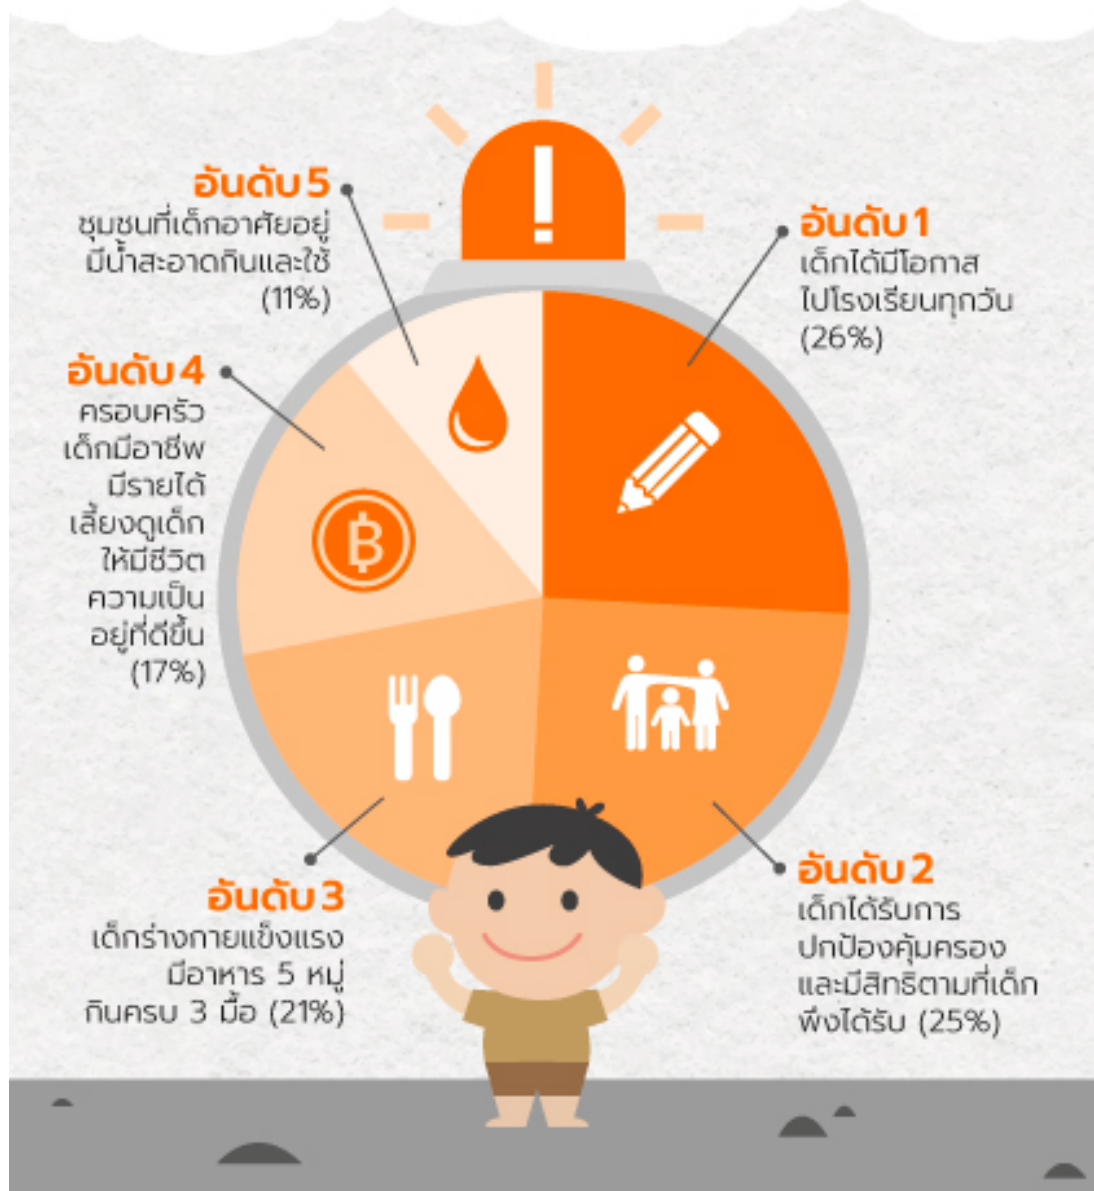 !
อันดับ 1
เด็กได้มีโอกาส
ไปโรงเรียนทุกวัน
(26%)
อันดับ 2
เด็กได้รับการ
ปกป้องคุ้มครอง
และมีสิทธิตามที่เด็ก
พึงได้รับ (25%)
อันดับ 3
เด็กร่างกายแข็งแรง
มีอาหาร 5 หมู่
กินครบ 3 มื้อ (21%)
อันดับ 4
ครอบครัว
เด็กมีอาชีพ
มีรายได้
เลี้ยงดูเด็ก
ให้มีชีวิต
ความเป็น
อยู่ที่ดีขึ้น
(17%)
อันดับ 5
ชุมชนที่เด็กอาศัยอยู่
มีน้ำสะอาดกินและใช้
(11%)
฿